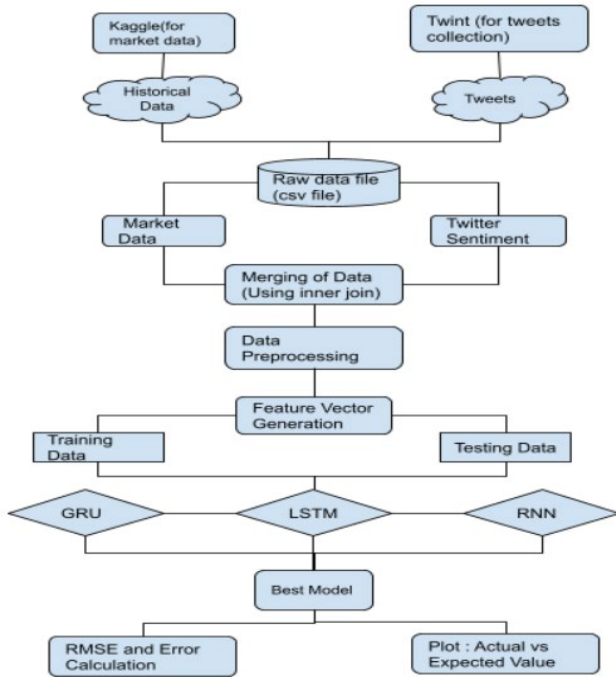 Kaggle(for
market data)
Twint (for tweets
collection)
Historical
Data
Tweets
Raw data file
(csv file)
Market
Data
Twitter
Sentiment
Merging of Data
(Using inner join)
Data
Preprocessing
Feature Vector
Generation
Training
Data
Testing Data
GRU
LSTM
RNN
Best Model
RMSE and Error
Calculation
Plot : Actual vs
Expected Value